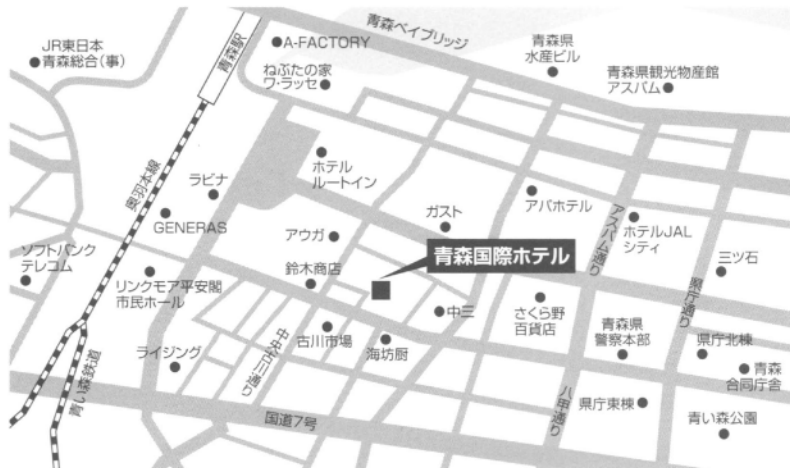 JR東日本
青森総合(事)
青森駅
A-FACTORY
ねぶたの家
ワ・ラッセ
青森ベイブリッジ
青森県
水産ビル
青森県観光物産館
アスパム
奥羽本線
ラビナ
GENERAS
ホテル
ルートイン
アウガ
ガスト
アパホテル
アスパム通り
ホテルJAL
シティ
三ツ石
県庁通り
ソフトバンク
テレコム
リンクモア平安閣
市民ホール
鈴木商店
青森国際ホテル
中三
さくら野
百貨店
青森県
警察本部
県庁北棟
青森
合同庁舎
ライジング
中央古川通り
古川市場
海坊厨
八甲通り
県庁東棟
青い森公園
青い森鉄道
国道7号